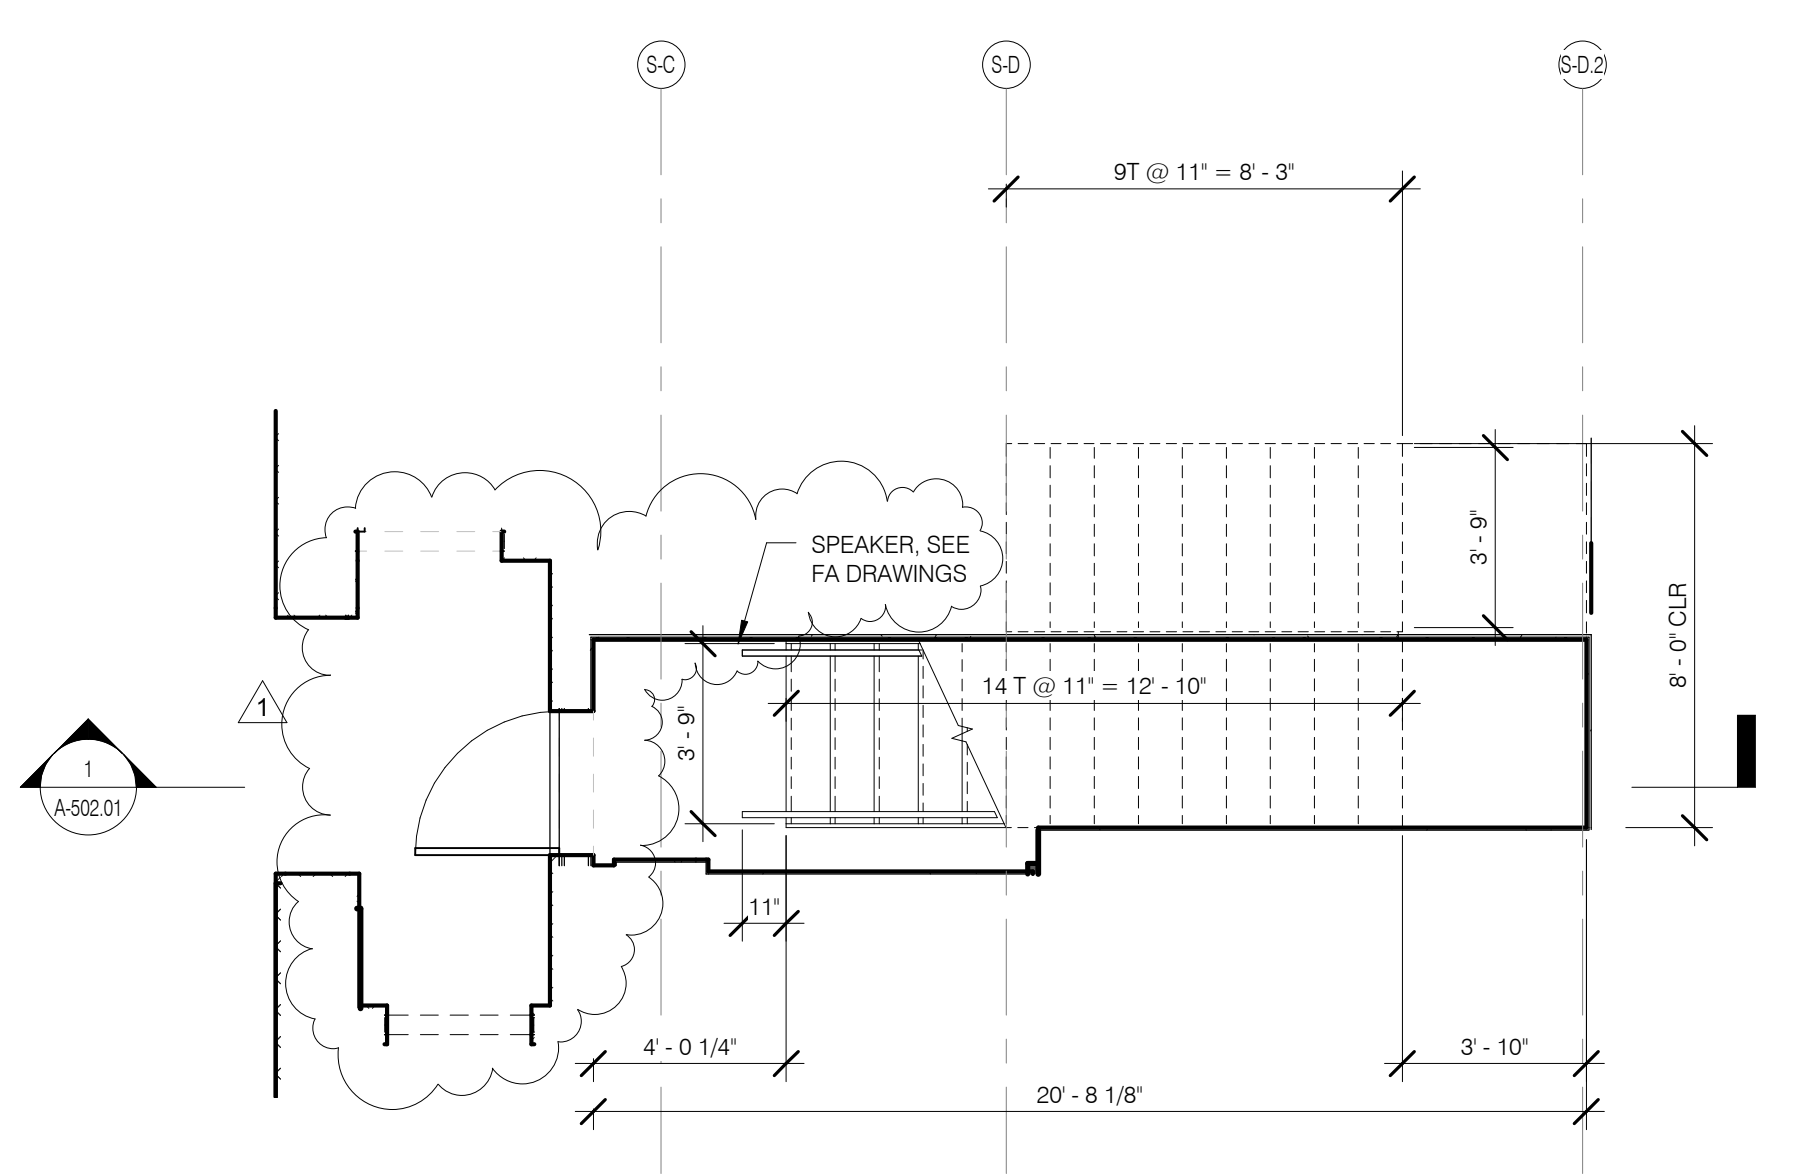 S-C
S-D
S-D.2
9T @ 11" = 8' - 3"
SPEAKER, SEE
FA DRAWINGS
3' - 9"
8' - 0" CLR
14 T @ 11" = 12' - 10"
3' - 9"
1
1
A-502.01
11"
4' - 0 1/4"
3' - 10"
20' - 8 1/8"